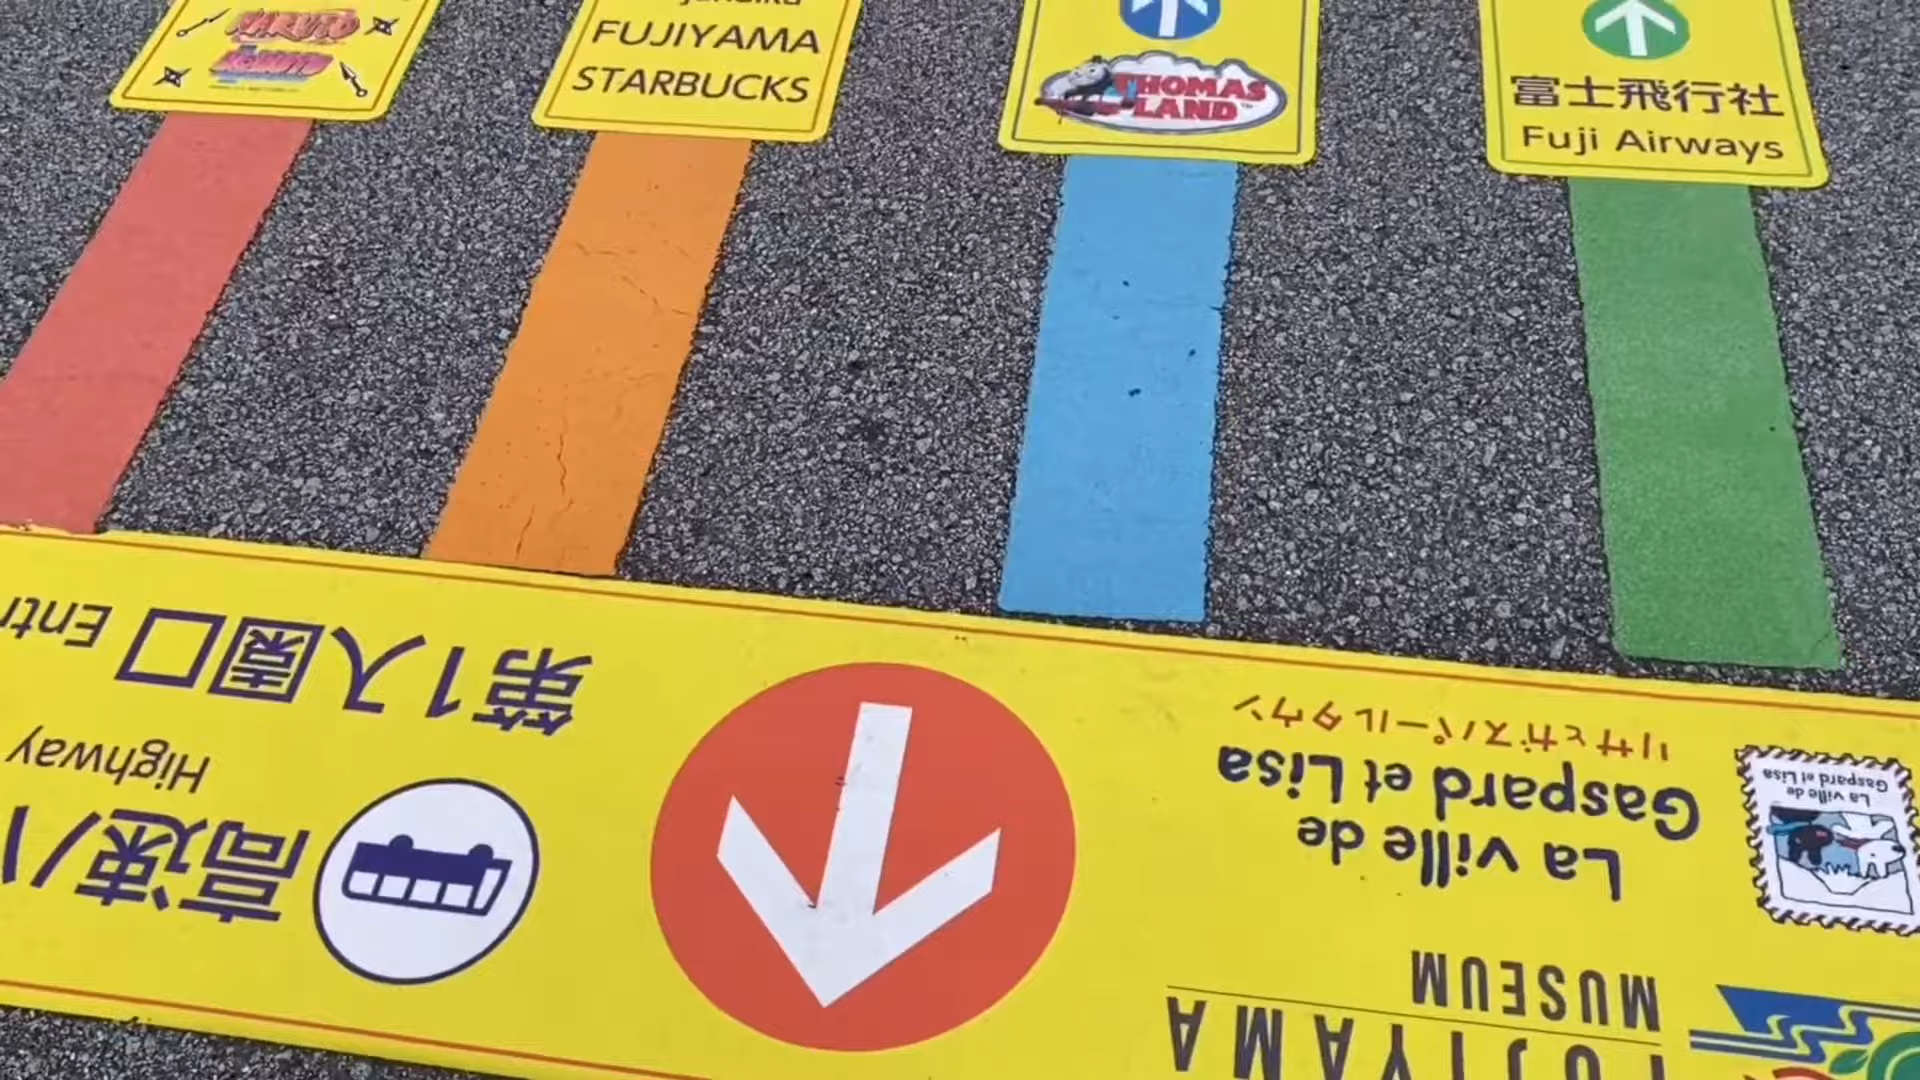 NARUTO
BORUTO
FUJIYAMA
STARBUCKS
THOMAS
LAND™
富士飛行社
Fuji Airways
FUJIYAMA
MUSEUM
La ville de
Gaspard et Lisa
リサとガスパールタウン
La ville de
Gaspard et Lisa
高速バ
Highway
第1入園口 Entr